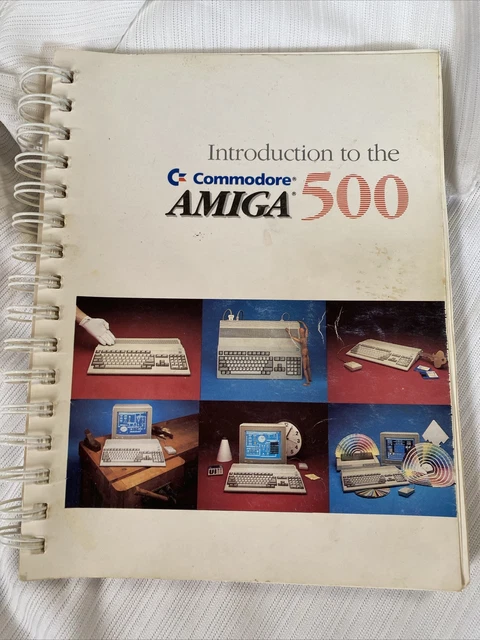 Introduction to the
Commodore®
AMIGA® 500